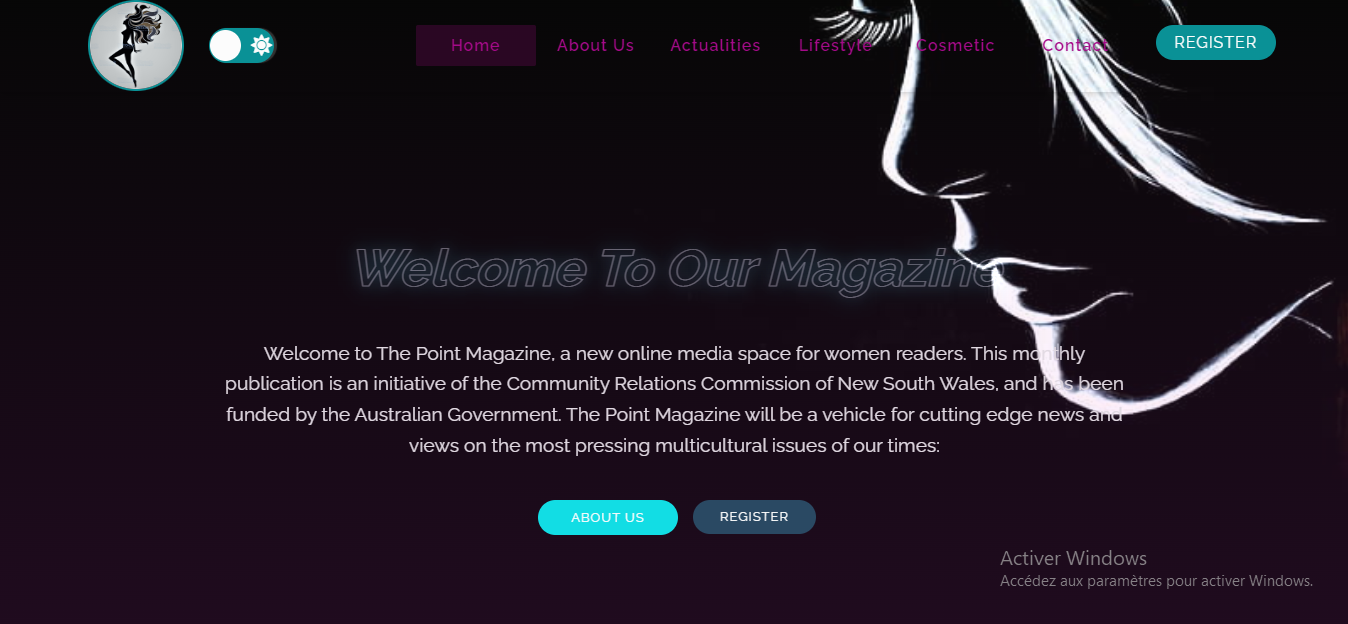 Home
About Us
Actualities
Lifestyle
Cosmetic
Contact
REGISTER
Welcome To Our Magazine
Welcome to The Point Magazine, a new online media space for women readers. This monthly
publication is an initiative of the Community Relations Commission of New South Wales, and has been
funded by the Australian Government. The Point Magazine will be a vehicle for cutting edge news and
views on the most pressing multicultural issues of our times:
ABOUT US
REGISTER
Activer Windows
Accédez aux paramètres pour activer Windows.